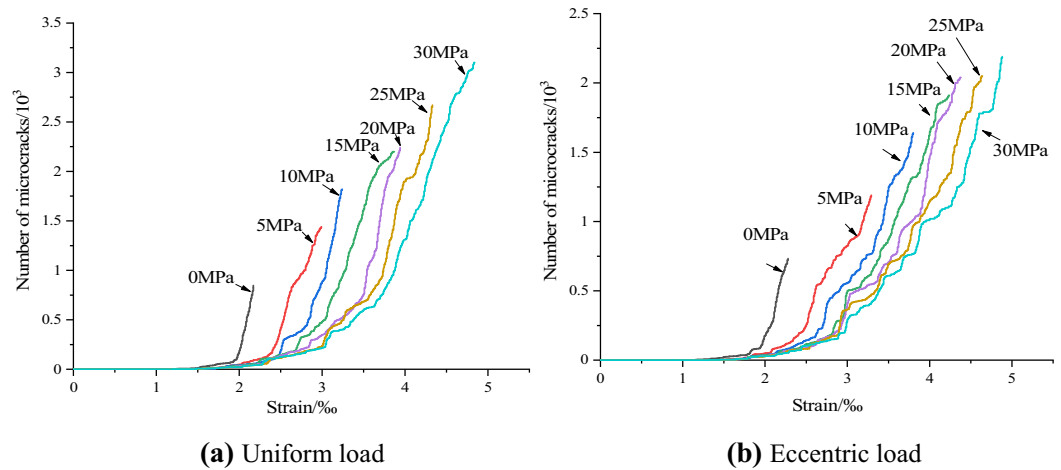 3.5
3
2.5
2
1.5
1
0.5
0
Number of microcracks/10³
0MPa
5MPa
10MPa
15MPa
20MPa
25MPa
30MPa
0 1 2 3 4 5
Strain/‰
(a) Uniform load
2.5
2
1.5
1
0.5
0
Number of microcracks/10³
0MPa
5MPa
10MPa
15MPa
20MPa
25MPa
30MPa
0 1 2 3 4 5
Strain/‰
(b) Eccentric load